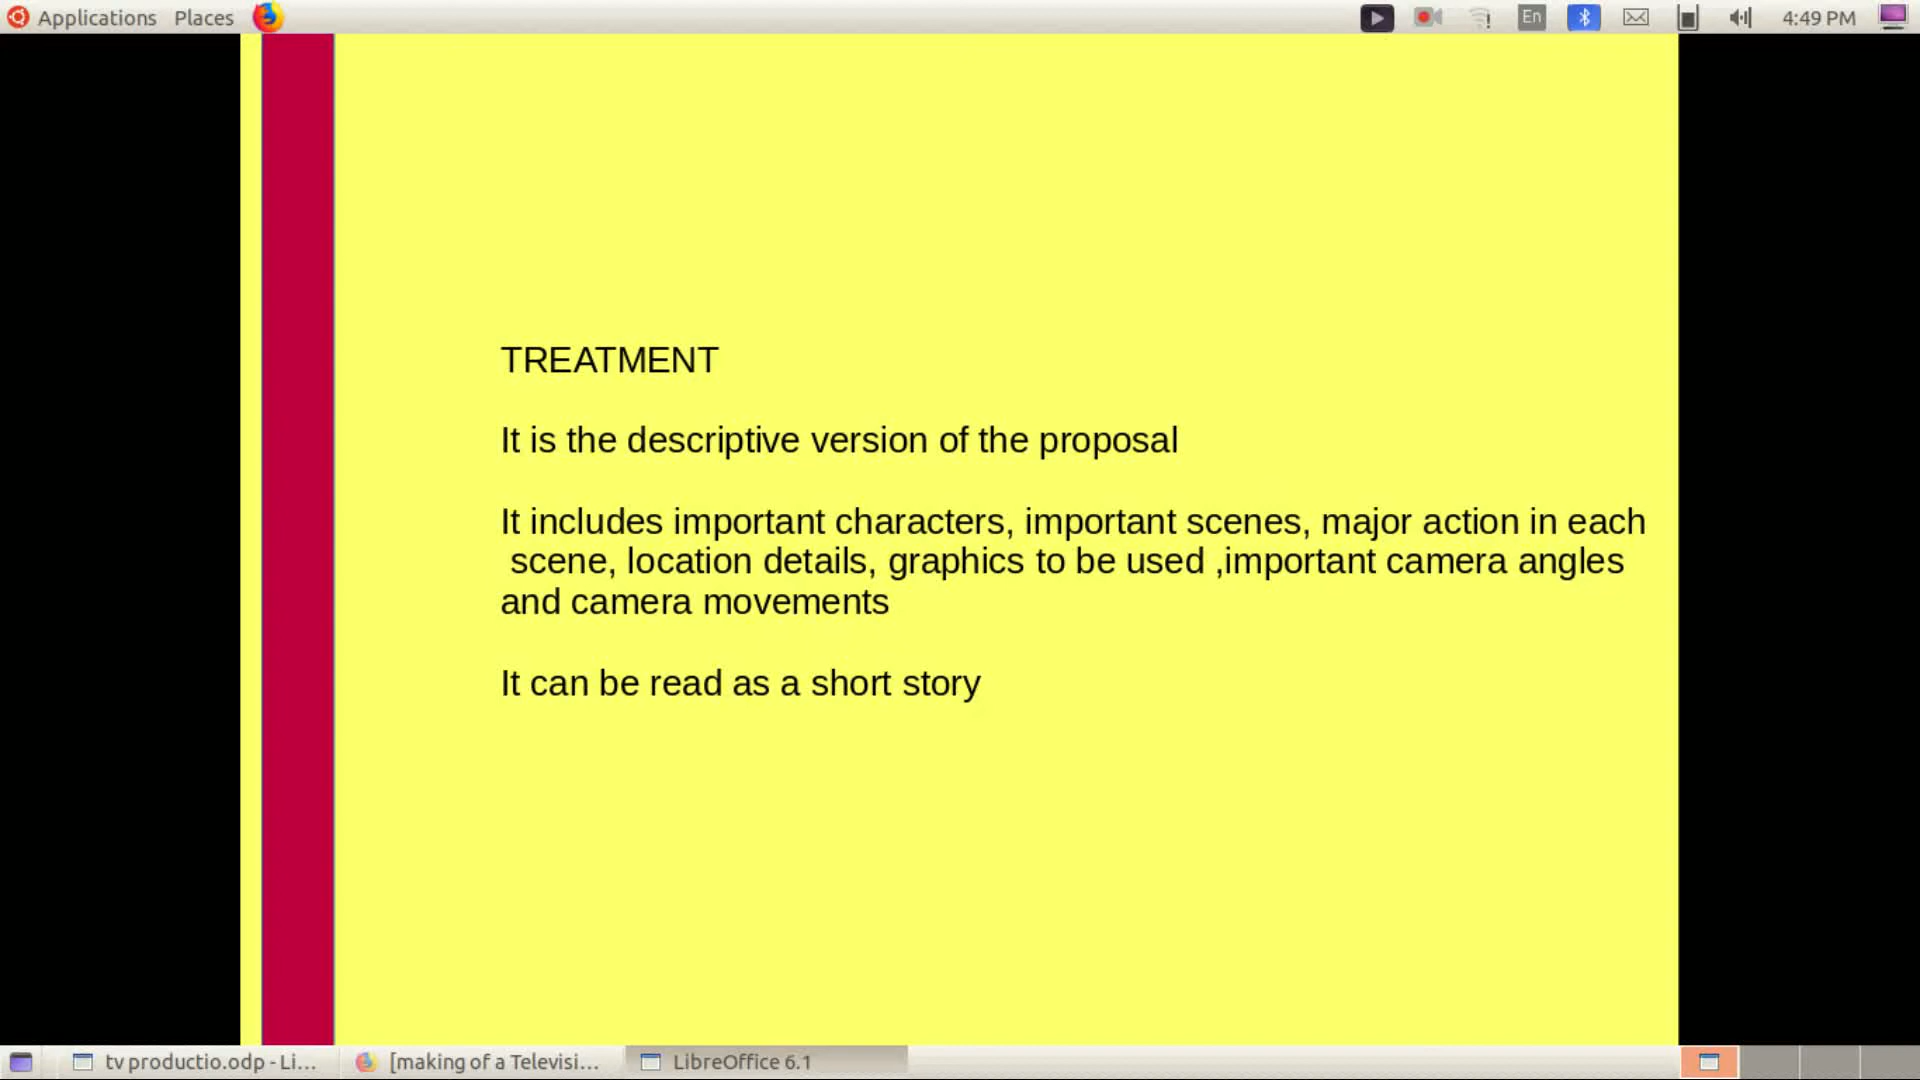 Applications Places En 4:49 PM
TREATMENT
It is the descriptive version of the proposal
It includes important characters, important scenes, major action in each
scene, location details, graphics to be used ,important camera angles
and camera movements
It can be read as a short story
tv productio.odp - Li... [making of a Televisi... LibreOffice 6.1